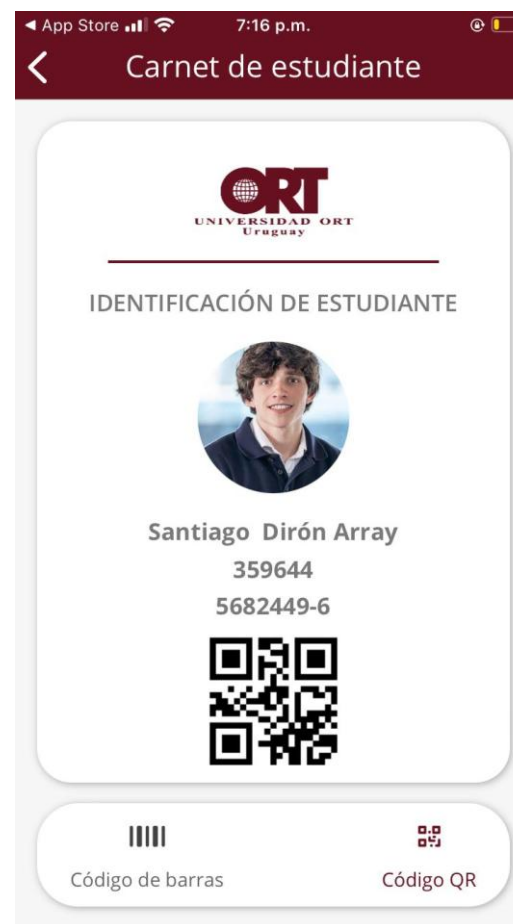 ◀ App Store
7:16 p.m.
Carnet de estudiante
ORT
UNIVERSIDAD ORT
Uruguay
IDENTIFICACIÓN DE ESTUDIANTE
Santiago Dirón Array
359644
5682449-6
Código de barras
Código QR